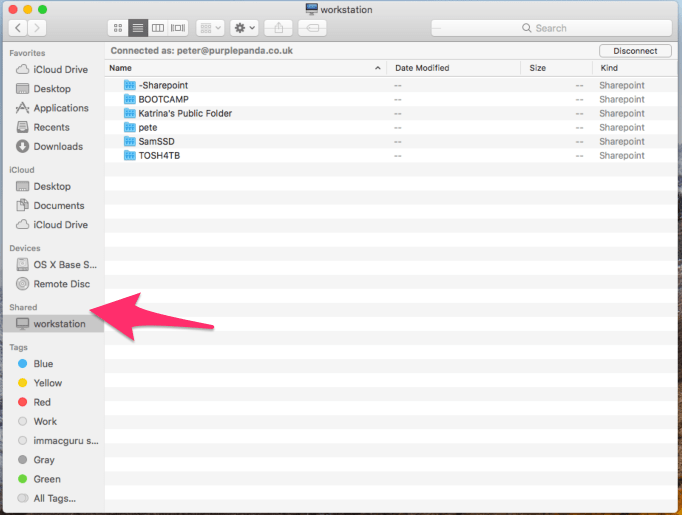 workstation
Search
Favorites
iCloud Drive
Desktop
Applications
Recents
Downloads
iCloud
Desktop
Documents
iCloud Drive
Devices
OS X Base S...
Remote Disc
Shared
workstation
Tags
Blue
Yellow
Red
Work
immacguru s...
Gray
Green
All Tags...
Connected as: peter@purplepanda.co.uk Disconnect
Name Date Modified Size Kind
-Sharepoint -- -- Sharepoint
BOOTCAMP -- -- Sharepoint
Katrina's Public Folder -- -- Sharepoint
pete -- -- Sharepoint
SamSSD -- -- Sharepoint
TOSH4TB -- -- Sharepoint